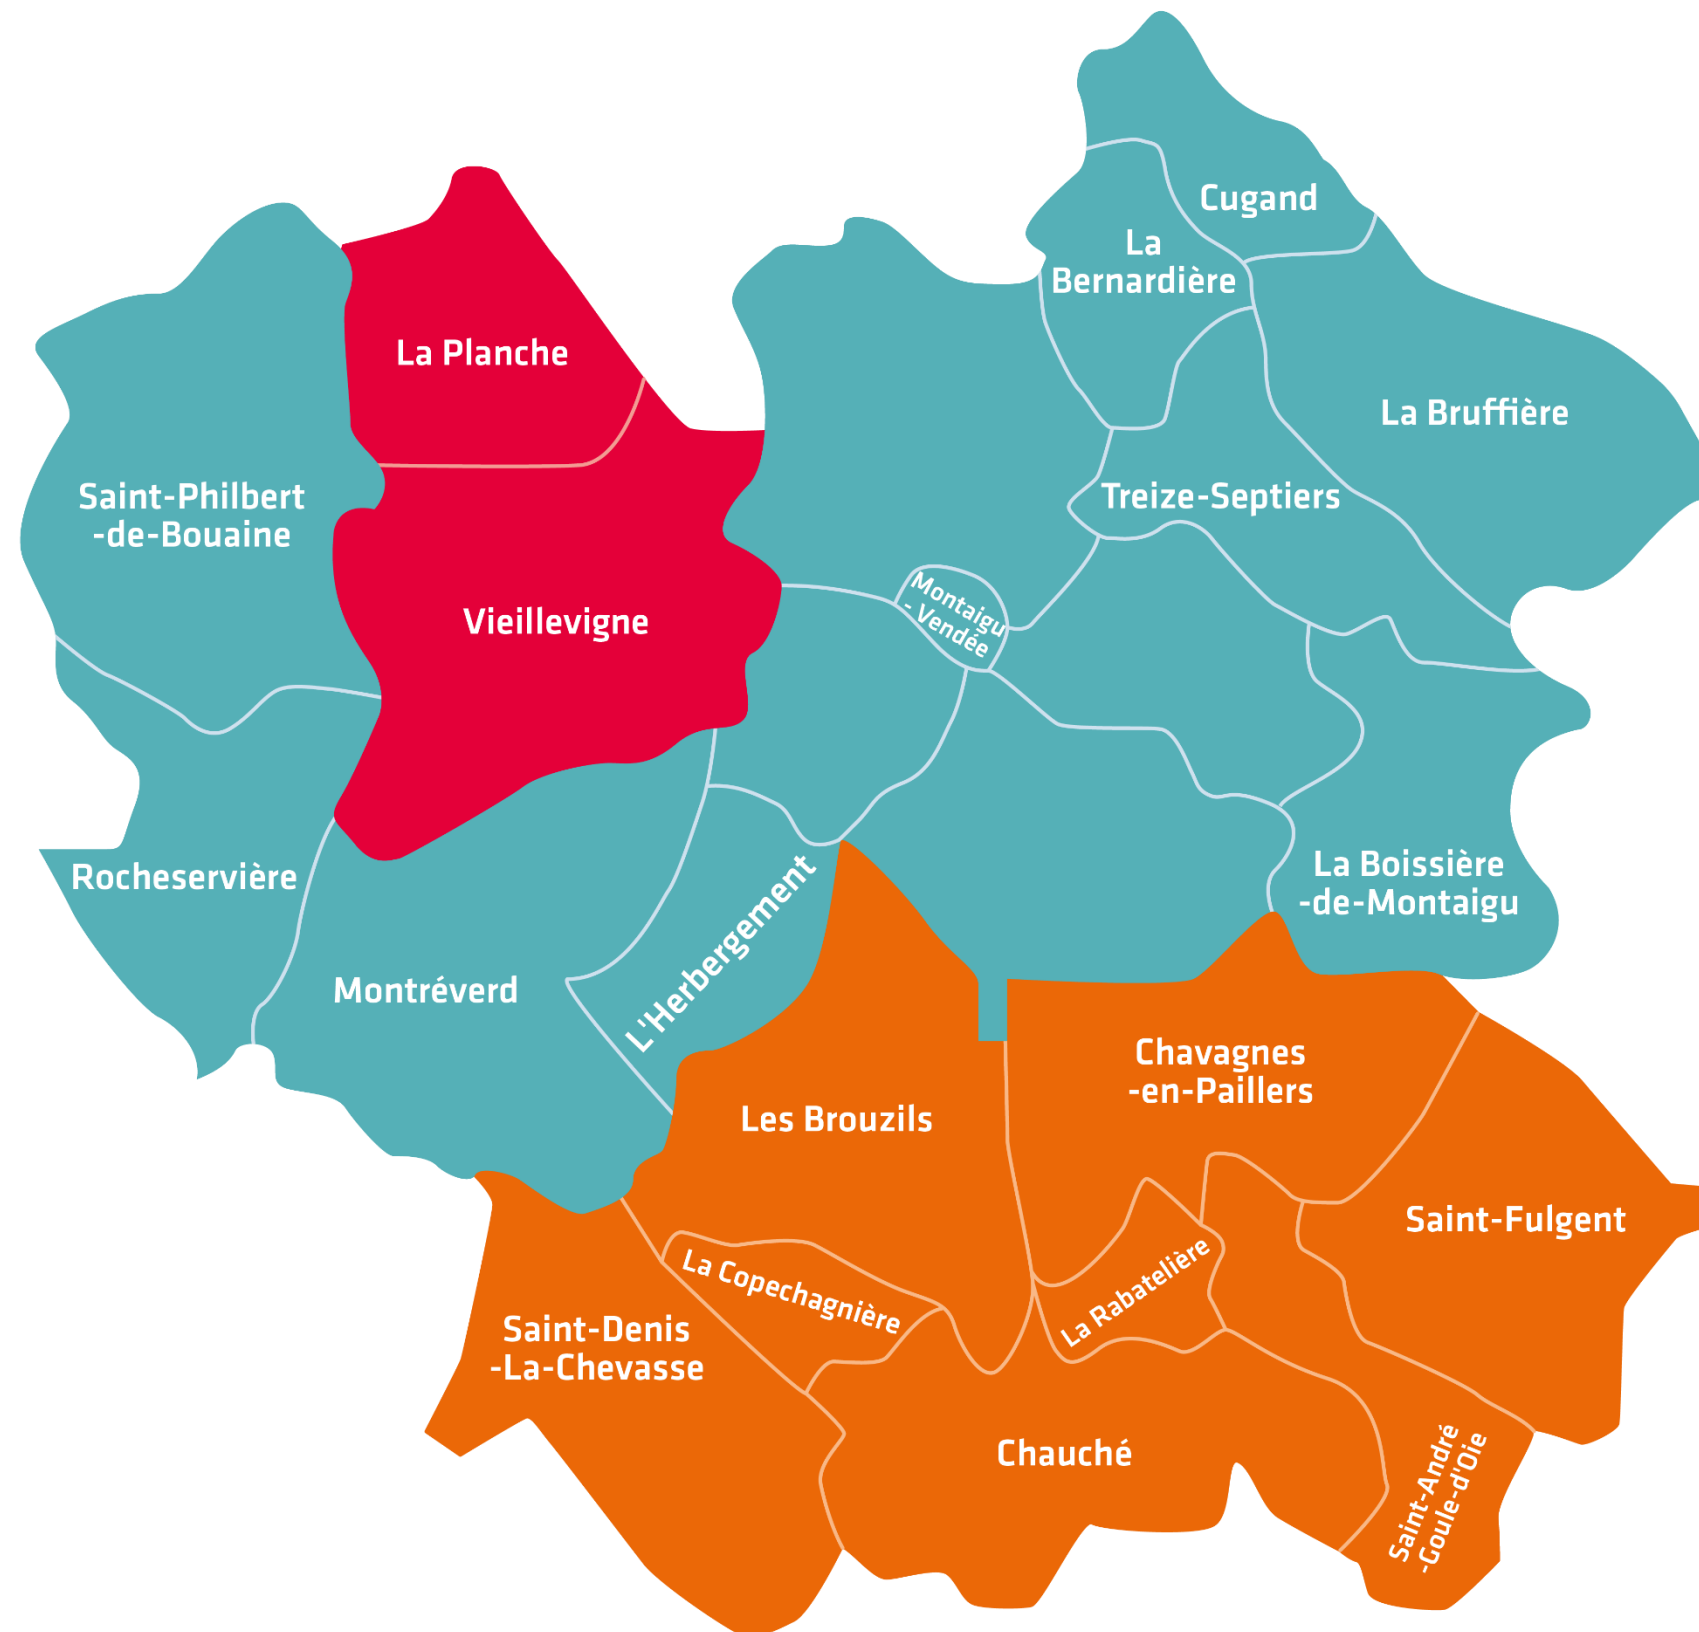 Cugand
La
Bernardière
La Planche
La Bruffière
Saint-Philbert
-de-Bouaine
Treize-Septiers
Vieillevigne
Montaigu
- Vendée
Rocheservière
La Boissière
-de-Montaigu
L'Herbergement
Montréverd
Chavagnes
-en-Paillers
Les Brouzils
Saint-Fulgent
La Copechagnière
La Rabatelière
Saint-Denis
-La-Chevasse
Chauché
Saint-André
-Goule-d'Oie